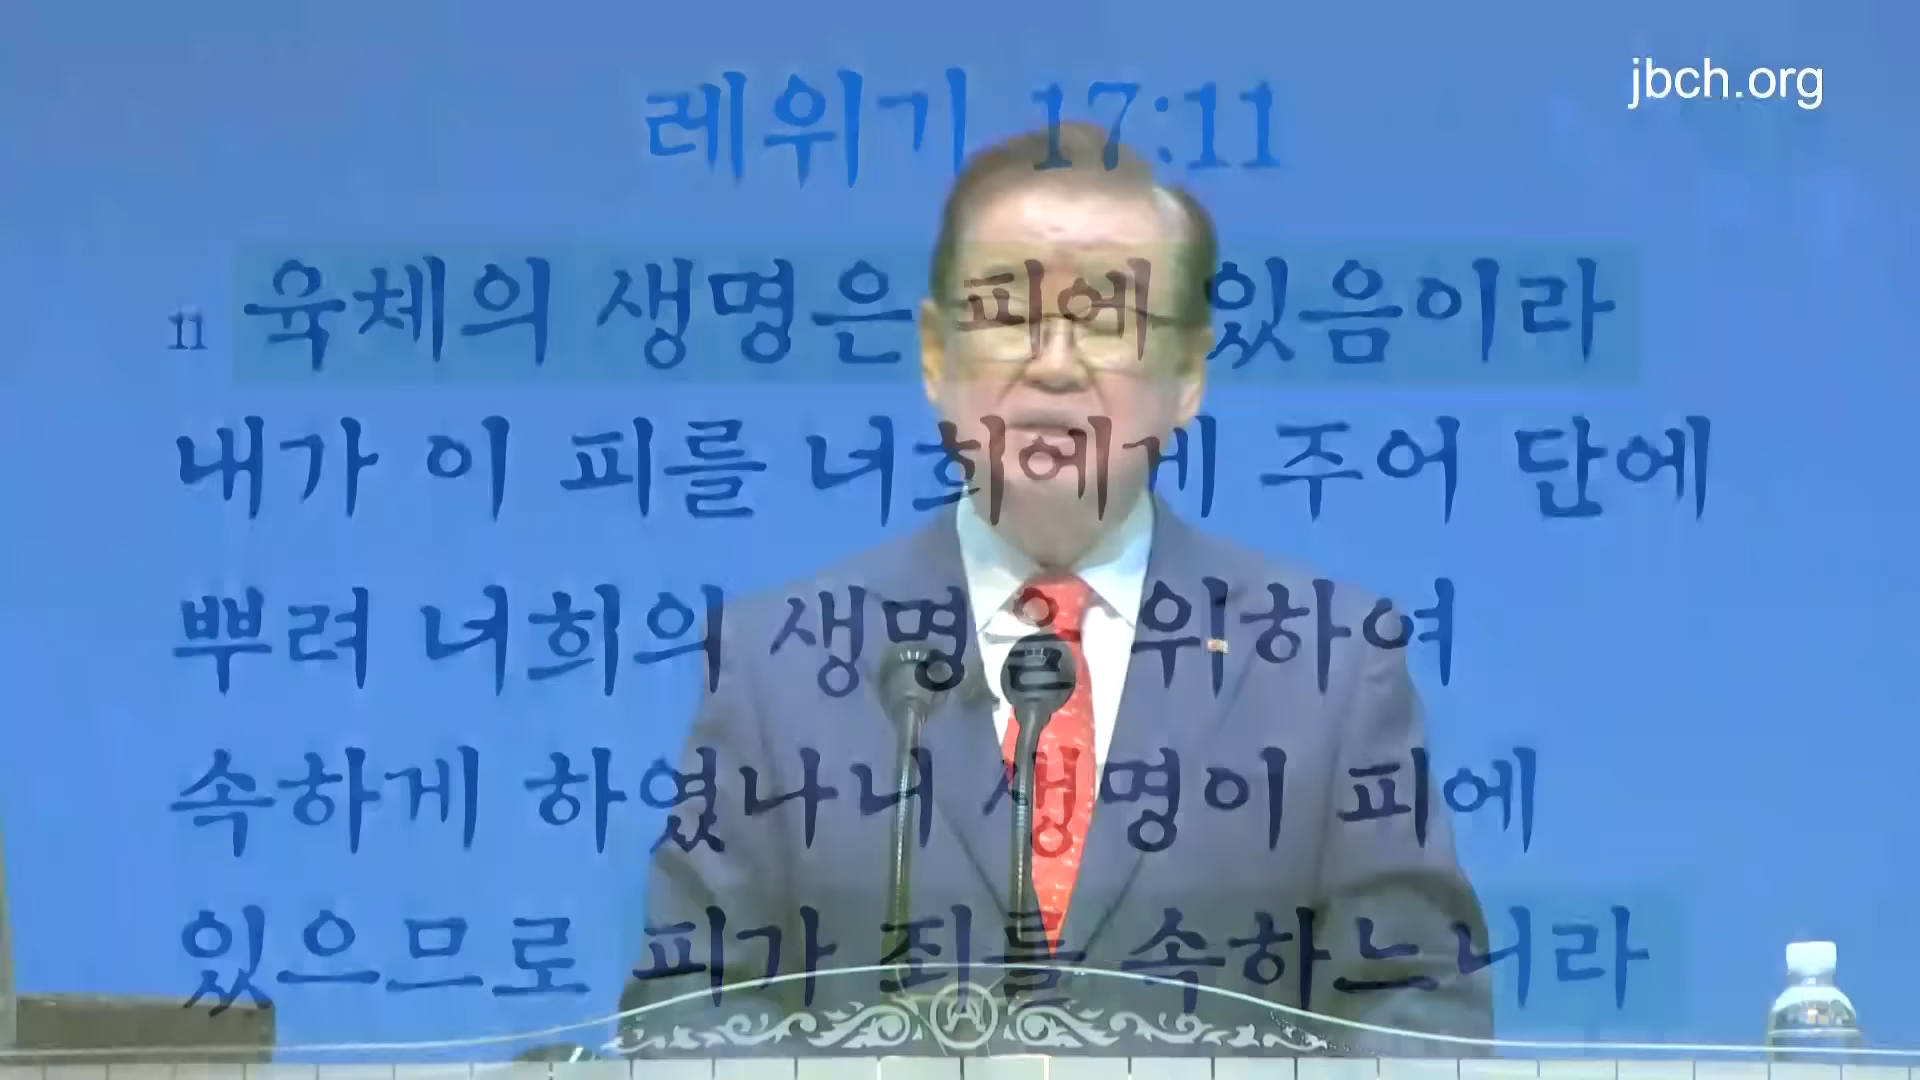 jbch.org
레위기 17:11
11 육체의 생명은 피에 있음이라
내가 이 피를 너희에게 주어 단에
뿌려 너희의 생명을 위하여
속하게 하였나니 생명이 피에
있으므로 피가 죄를 속하느니라